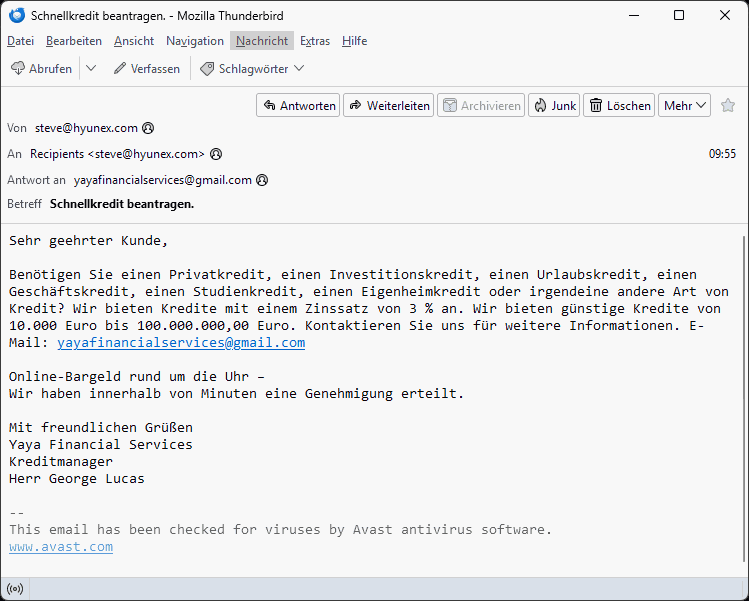 Schnellkredit beantragen. - Mozilla Thunderbird
Datei Bearbeiten Ansicht Navigation Nachricht Extras Hilfe
Abrufen Verfassen Schlagwörter
Antworten Weiterleiten Archivieren Junk Löschen Mehr
Von steve@hyunex.com
An Recipients <steve@hyunex.com> 09:55
Antwort an yayafinancialservices@gmail.com
Betreff Schnellkredit beantragen.
Sehr geehrter Kunde,
Benötigen Sie einen Privatkredit, einen Investitionskredit, einen Urlaubskredit, einen
Geschäftskredit, einen Studienkredit, einen Eigenheimkredit oder irgendeine andere Art von
Kredit? Wir bieten Kredite mit einem Zinssatz von 3 % an. Wir bieten günstige Kredite von
10.000 Euro bis 100.000.000,00 Euro. Kontaktieren Sie uns für weitere Informationen. E-
Mail: yayafinancialservices@gmail.com
Online-Bargeld rund um die Uhr –
Wir haben innerhalb von Minuten eine Genehmigung erteilt.
Mit freundlichen Grüßen
Yaya Financial Services
Kreditmanager
Herr George Lucas
--
This email has been checked for viruses by Avast antivirus software.
www.avast.com